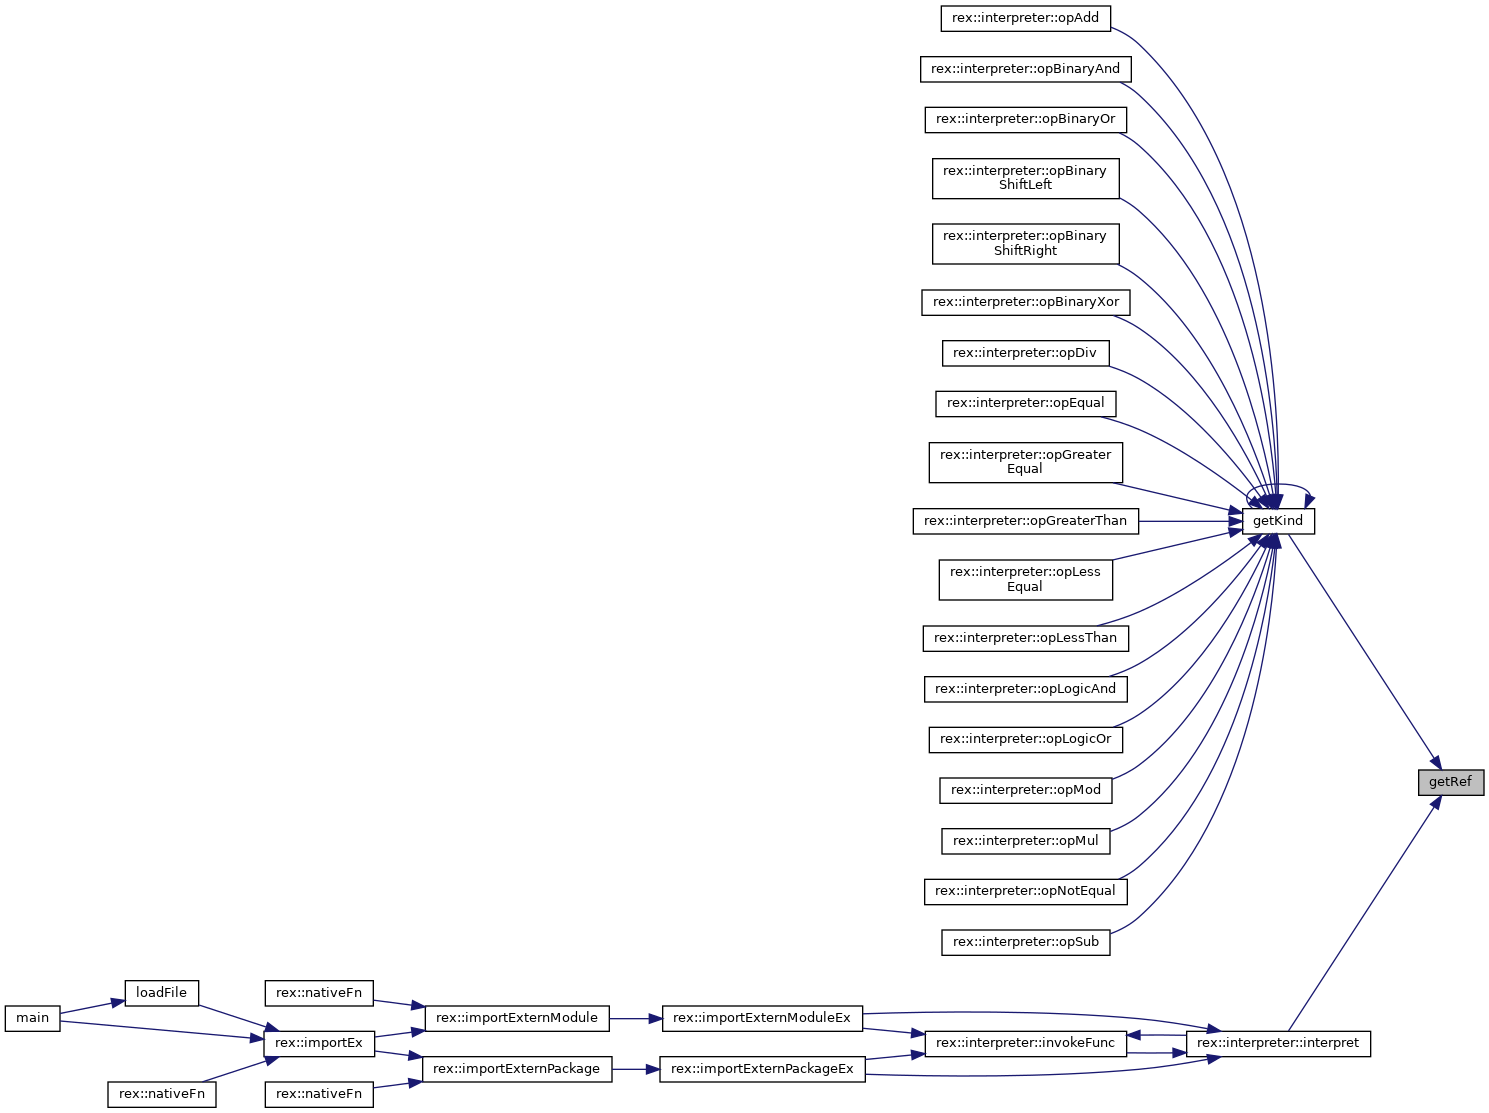 rex::interpreter::opAdd
rex::interpreter::opBinaryAnd
rex::interpreter::opBinaryOr
rex::interpreter::opBinary
ShiftLeft
rex::interpreter::opBinary
ShiftRight
rex::interpreter::opBinaryXor
rex::interpreter::opDiv
rex::interpreter::opEqual
rex::interpreter::opGreater
Equal
rex::interpreter::opGreaterThan
getKind
rex::interpreter::opLess
Equal
rex::interpreter::opLessThan
rex::interpreter::opLogicAnd
rex::interpreter::opLogicOr
getRef
rex::interpreter::opMod
rex::interpreter::opMul
rex::interpreter::opNotEqual
rex::interpreter::opSub
loadFile
rex::nativeFn
main
rex::importExternModule
rex::importExternModuleEx
rex::importEx
rex::interpreter::invokeFunc
rex::interpreter::interpret
rex::importExternPackage
rex::importExternPackageEx
rex::nativeFn
rex::nativeFn